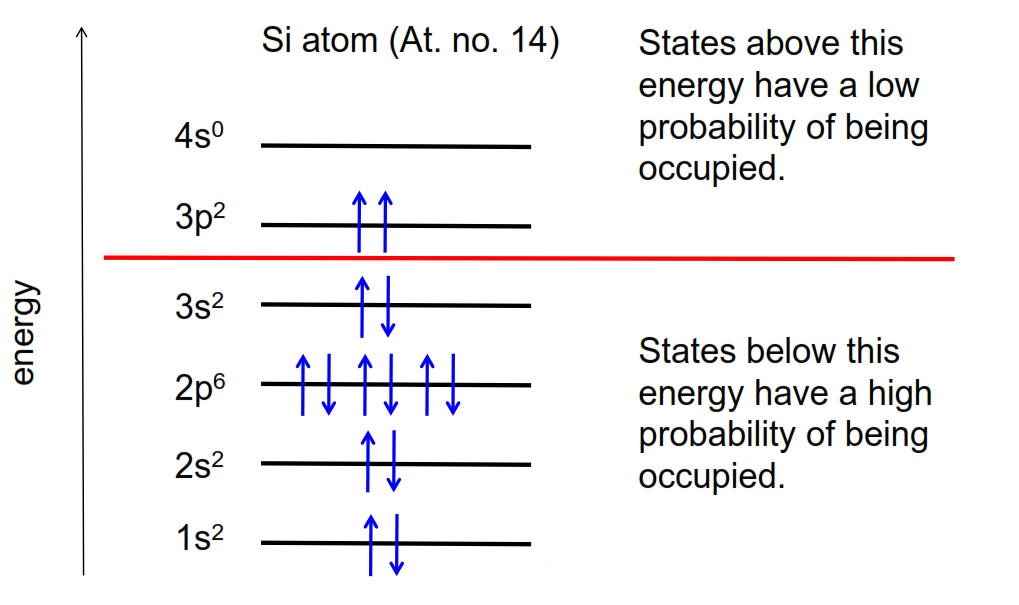 Si atom (At. no. 14)
States above this
energy have a low
probability of being
occupied.
4s⁰
3p²
3s²
2p⁶
2s²
1s²
energy
States below this
energy have a high
probability of being
occupied.